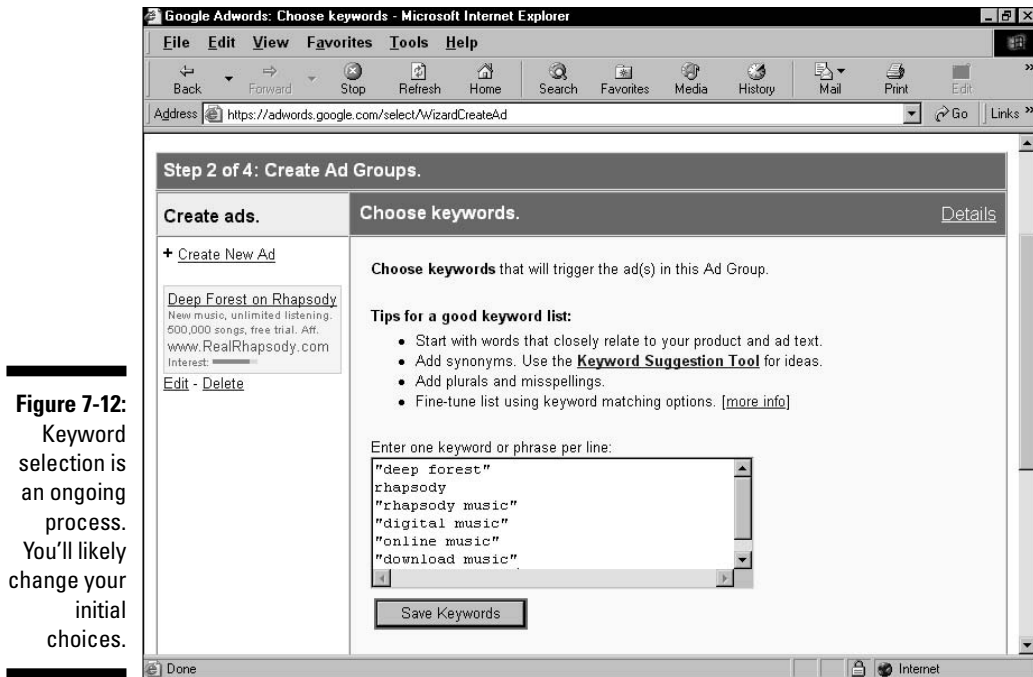 Google Adwords: Choose keywords - Microsoft Internet Explorer
File Edit View Favorites Tools Help
Back Forward Stop Refresh Home Search Favorites Media History Mail Print Edit
Address https://adwords.google.com/select/WizardCreateAd Go Links »
Step 2 of 4: Create Ad Groups.
Create ads.
+ Create New Ad
Deep Forest on Rhapsody
New music, unlimited listening.
500,000 songs, free trial. Aff.
www.RealRhapsody.com
Interest:
Edit - Delete
Choose keywords. Details
Choose keywords that will trigger the ad(s) in this Ad Group.
Tips for a good keyword list:
• Start with words that closely relate to your product and ad text.
• Add synonyms. Use the Keyword Suggestion Tool for ideas.
• Add plurals and misspellings.
• Fine-tune list using keyword matching options. [more info]
Enter one keyword or phrase per line:
"deep forest"
rhapsody
"rhapsody music"
"digital music"
"online music"
"download music"
Save Keywords
Done Internet
Figure 7-12:
Keyword
selection is
an ongoing
process.
You'll likely
change your
initial
choices.